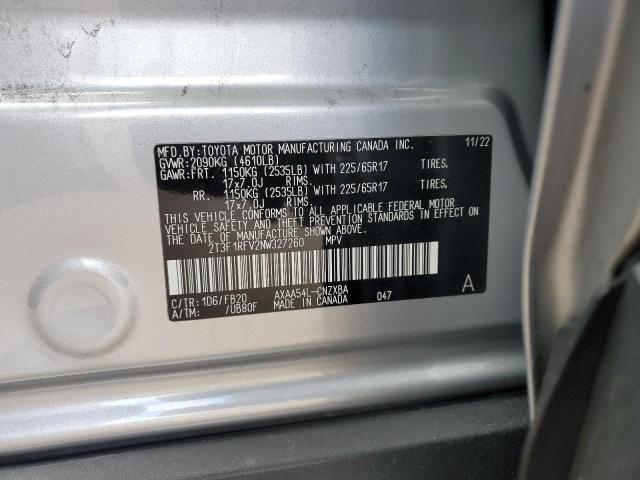 MFD.BY:TOYOTA MOTOR MANUFACTURING CANADA INC. 11/22
GVWR:2090KG (4610LB)
GAWR:FRT. 1150KG (2535LB) WITH 225/65R17 TIRES.
17x7.0J RIMS.
RR. 1150KG (2535LB) WITH 225/65R17 TIRES.
17x7.0J RIMS.
THIS VEHICLE CONFORMS TO ALL APPLICABLE FEDERAL MOTOR
VEHICLE SAFETY AND THEFT PREVENTION STANDARDS IN EFFECT ON
THE DATE OF MANUFACTURE SHOWN ABOVE.
2T3F1RFV2NW327260 MPV
C/TR:1D6/FB20 AXAA54L-CNZXBA A
A/TM: /UB80F MADE IN CANADA 047